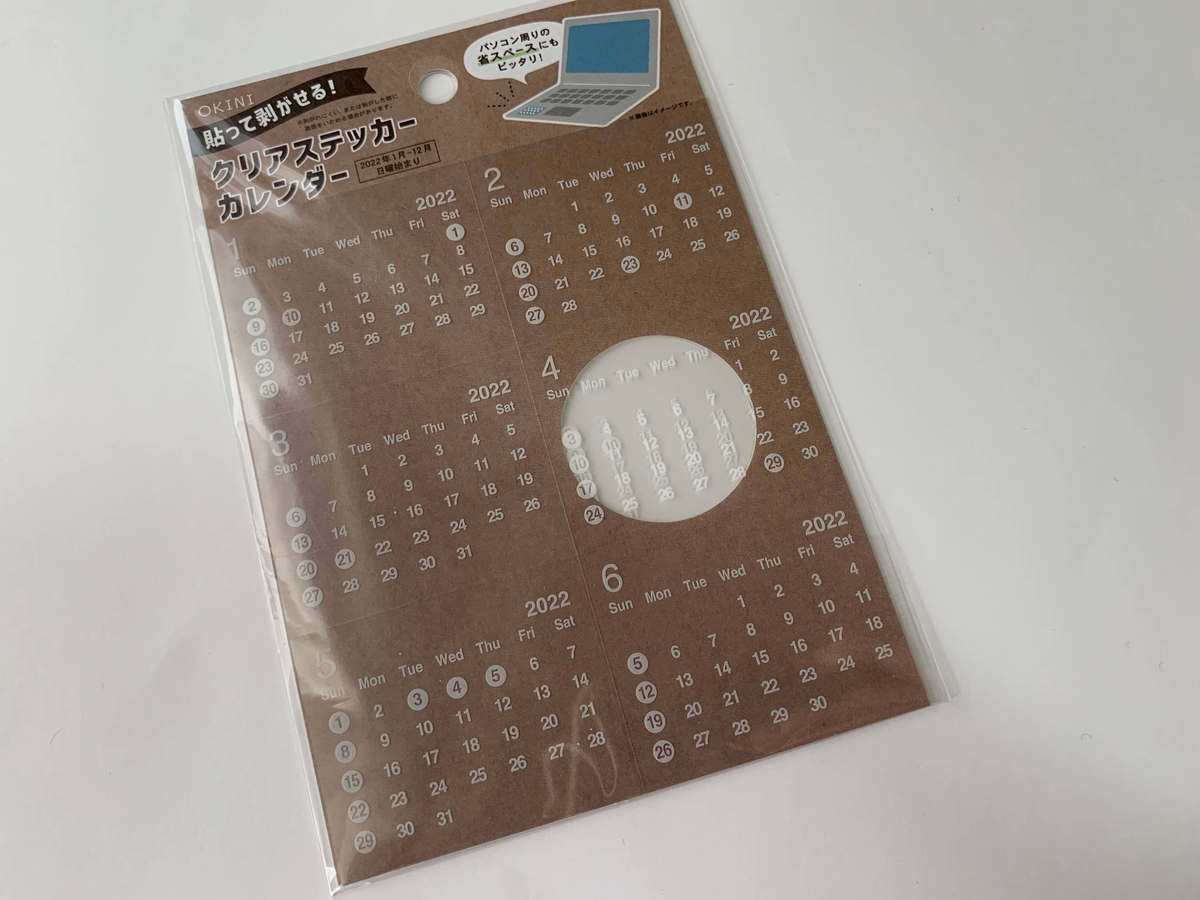 OKINI
貼って剥がせる!
クリアステッカー
カレンダー
2022年1月~12月
日曜始まり
パソコン周りの
省スペースにも
ピッタリ!
※画像はイメージです。
1 2022
Sun Mon Tue Wed Thu Fri Sat
1
2 3 4 5 6 7 8
9 10 11 12 13 14 15
16 17 18 19 20 21 22
23 24 25 26 27 28 29
30 31
2 2022
Sun Mon Tue Wed Thu Fri Sat
1 2 3 4 5
6 7 8 9 10 11 12
13 14 15 16 17 18 19
20 21 22 23 24 25 26
27 28
3 2022
Sun Mon Tue Wed Thu Fri Sat
1 2 3 4 5
6 7 8 9 10 11 12
13 14 15 16 17 18 19
20 21 22 23 24 25 26
27 28 29 30 31
4 2022
Sun Mon Tue Wed Thu Fri Sat
1 2
3 4 5 6 7 8 9
10 11 12 13 14 15 16
17 18 19 20 21 22 23
24 25 26 27 28 29 30
5 2022
Sun Mon Tue Wed Thu Fri Sat
1 2 3 4 5 6 7
8 9 10 11 12 13 14
15 16 17 18 19 20 21
22 23 24 25 26 27 28
29 30 31
6 2022
Sun Mon Tue Wed Thu Fri Sat
1 2 3 4
5 6 7 8 9 10 11
12 13 14 15 16 17 18
19 20 21 22 23 24 25
26 27 28 29 30